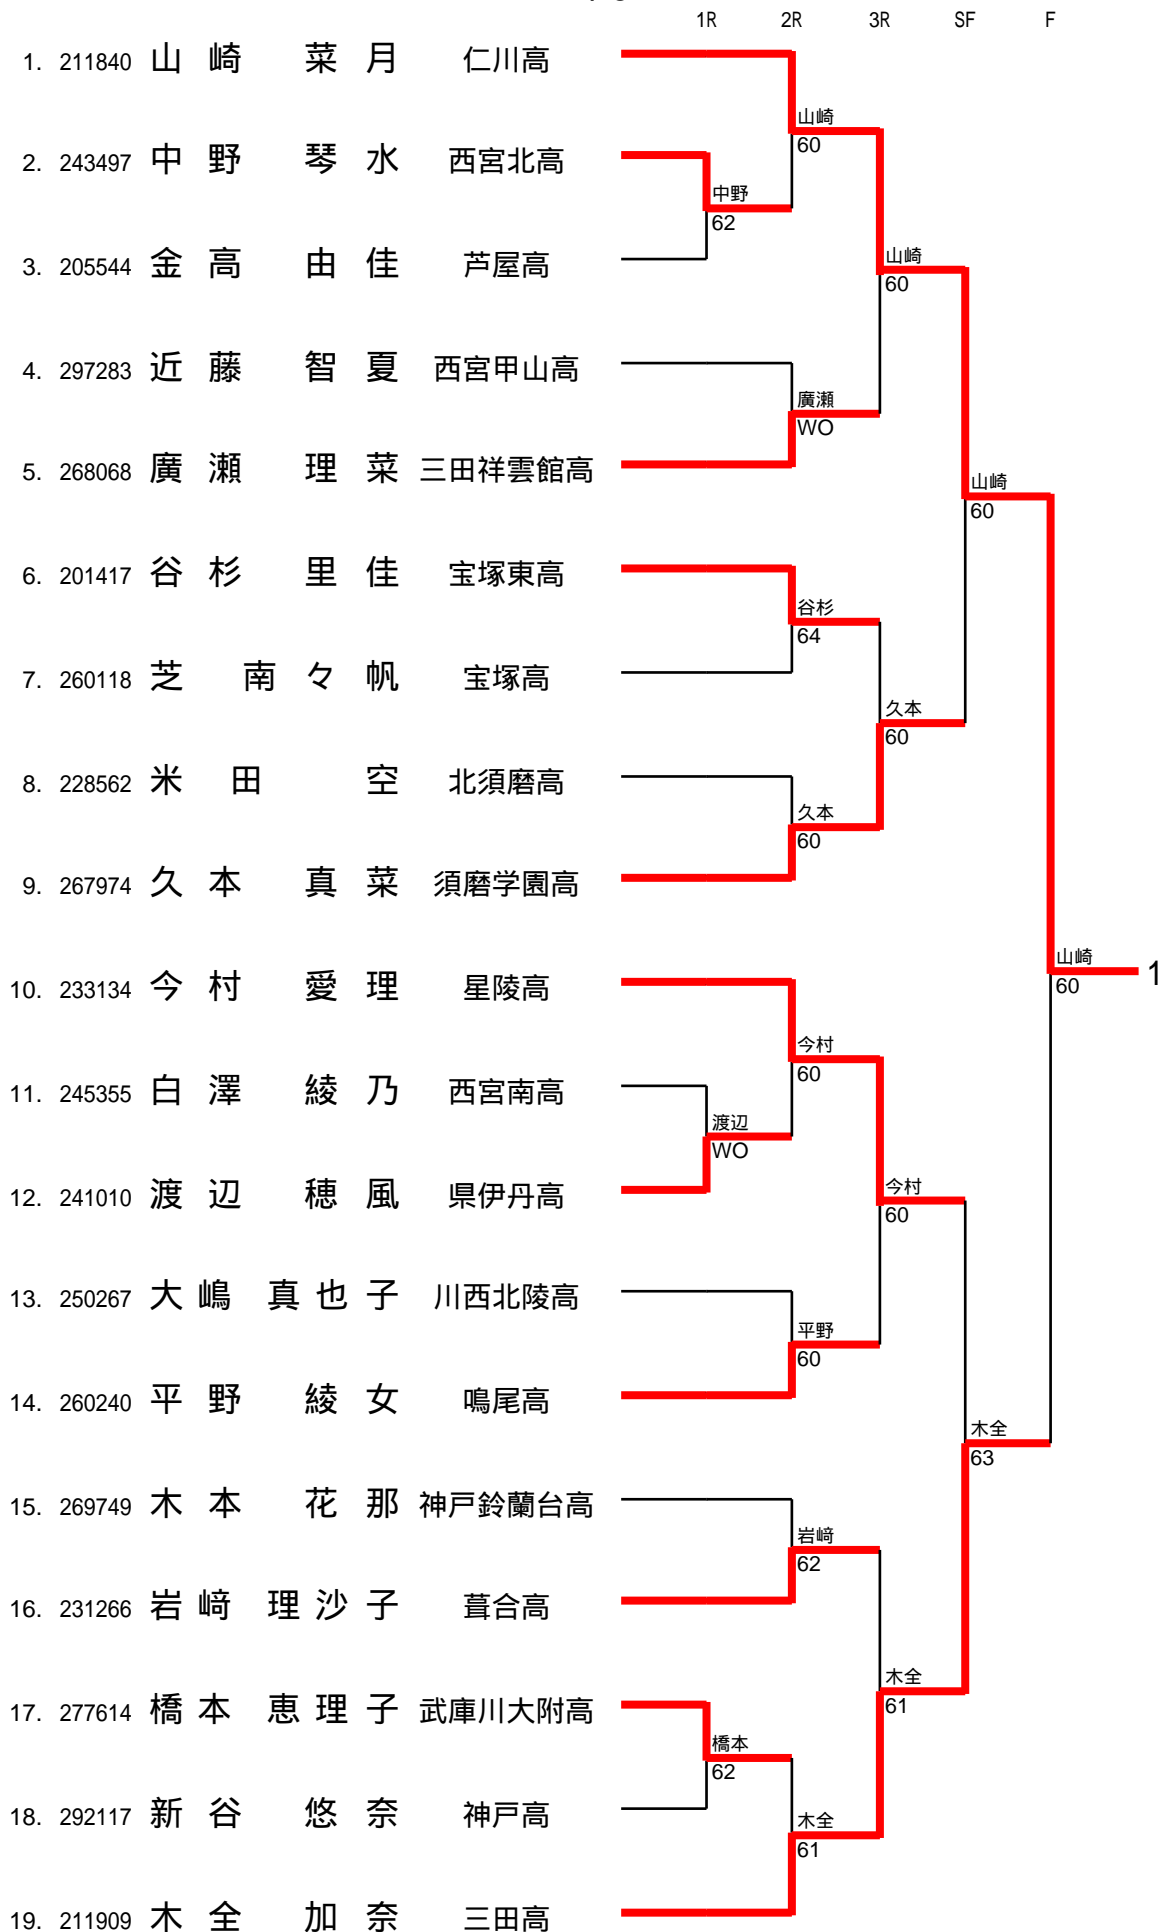 1R 2R 3R SF F
1. 211840 山崎 菜月 仁川高
山崎
60
2. 243497 中野 琴水 西宮北高
中野
62
3. 205544 金高 由佳 芦屋高
山崎
60
4. 297283 近藤 智夏 西宮甲山高
廣瀬
WO
5. 268068 廣瀬 理菜 三田祥雲館高
山崎
60
6. 201417 谷杉 里佳 宝塚東高
谷杉
64
7. 260118 芝 南々帆 宝塚高
久本
60
8. 228562 米田 空 北須磨高
久本
60
9. 267974 久本 真菜 須磨学園高
山崎
60
1
10. 233134 今村 愛理 星陵高
今村
60
11. 245355 白澤 綾乃 西宮南高
渡辺
WO
12. 241010 渡辺 穂風 県伊丹高
今村
60
13. 250267 大嶋 真也子 川西北陵高
平野
60
14. 260240 平野 綾女 鳴尾高
木全
63
15. 269749 木本 花那 神戸鈴蘭台高
岩﨑
62
16. 231266 岩﨑 理沙子 葺合高
木全
61
17. 277614 橋本 恵理子 武庫川大附高
橋本
62
18. 292117 新谷 悠奈 神戸高
木全
61
19. 211909 木全 加奈 三田高